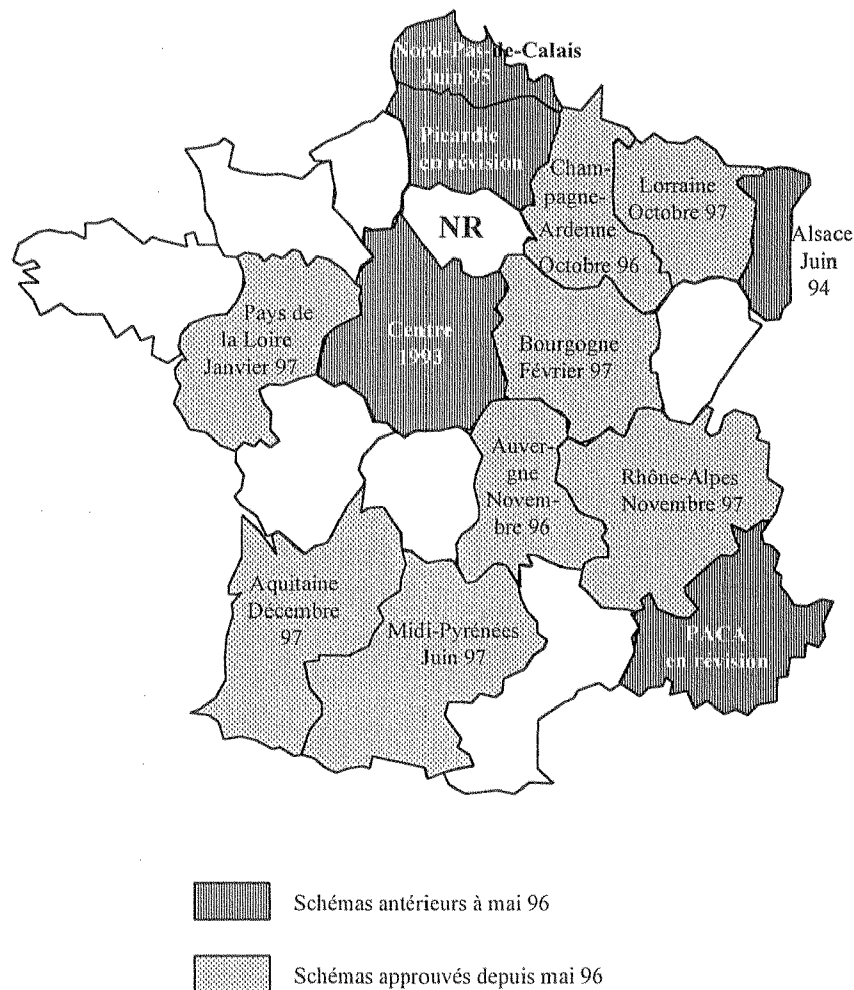 Nord-Pas-de-Calais
Juin 95
Picardie
en révision
Cham-
pagne-
Ardenne
Octobre 96
Lorraine
Octobre 97
Alsace
Juin
94
NR
Pays de
la Loire
Janvier 97
Centre
1993
Bourgogne
Février 97
Auver-
gne
Novem-
bre 96
Rhône-Alpes
Novembre 97
Aquitaine
Décembre
97
Midi-Pyrénées
Juin 97
PACA
en révision
Schémas antérieurs à mai 96
Schémas approuvés depuis mai 96